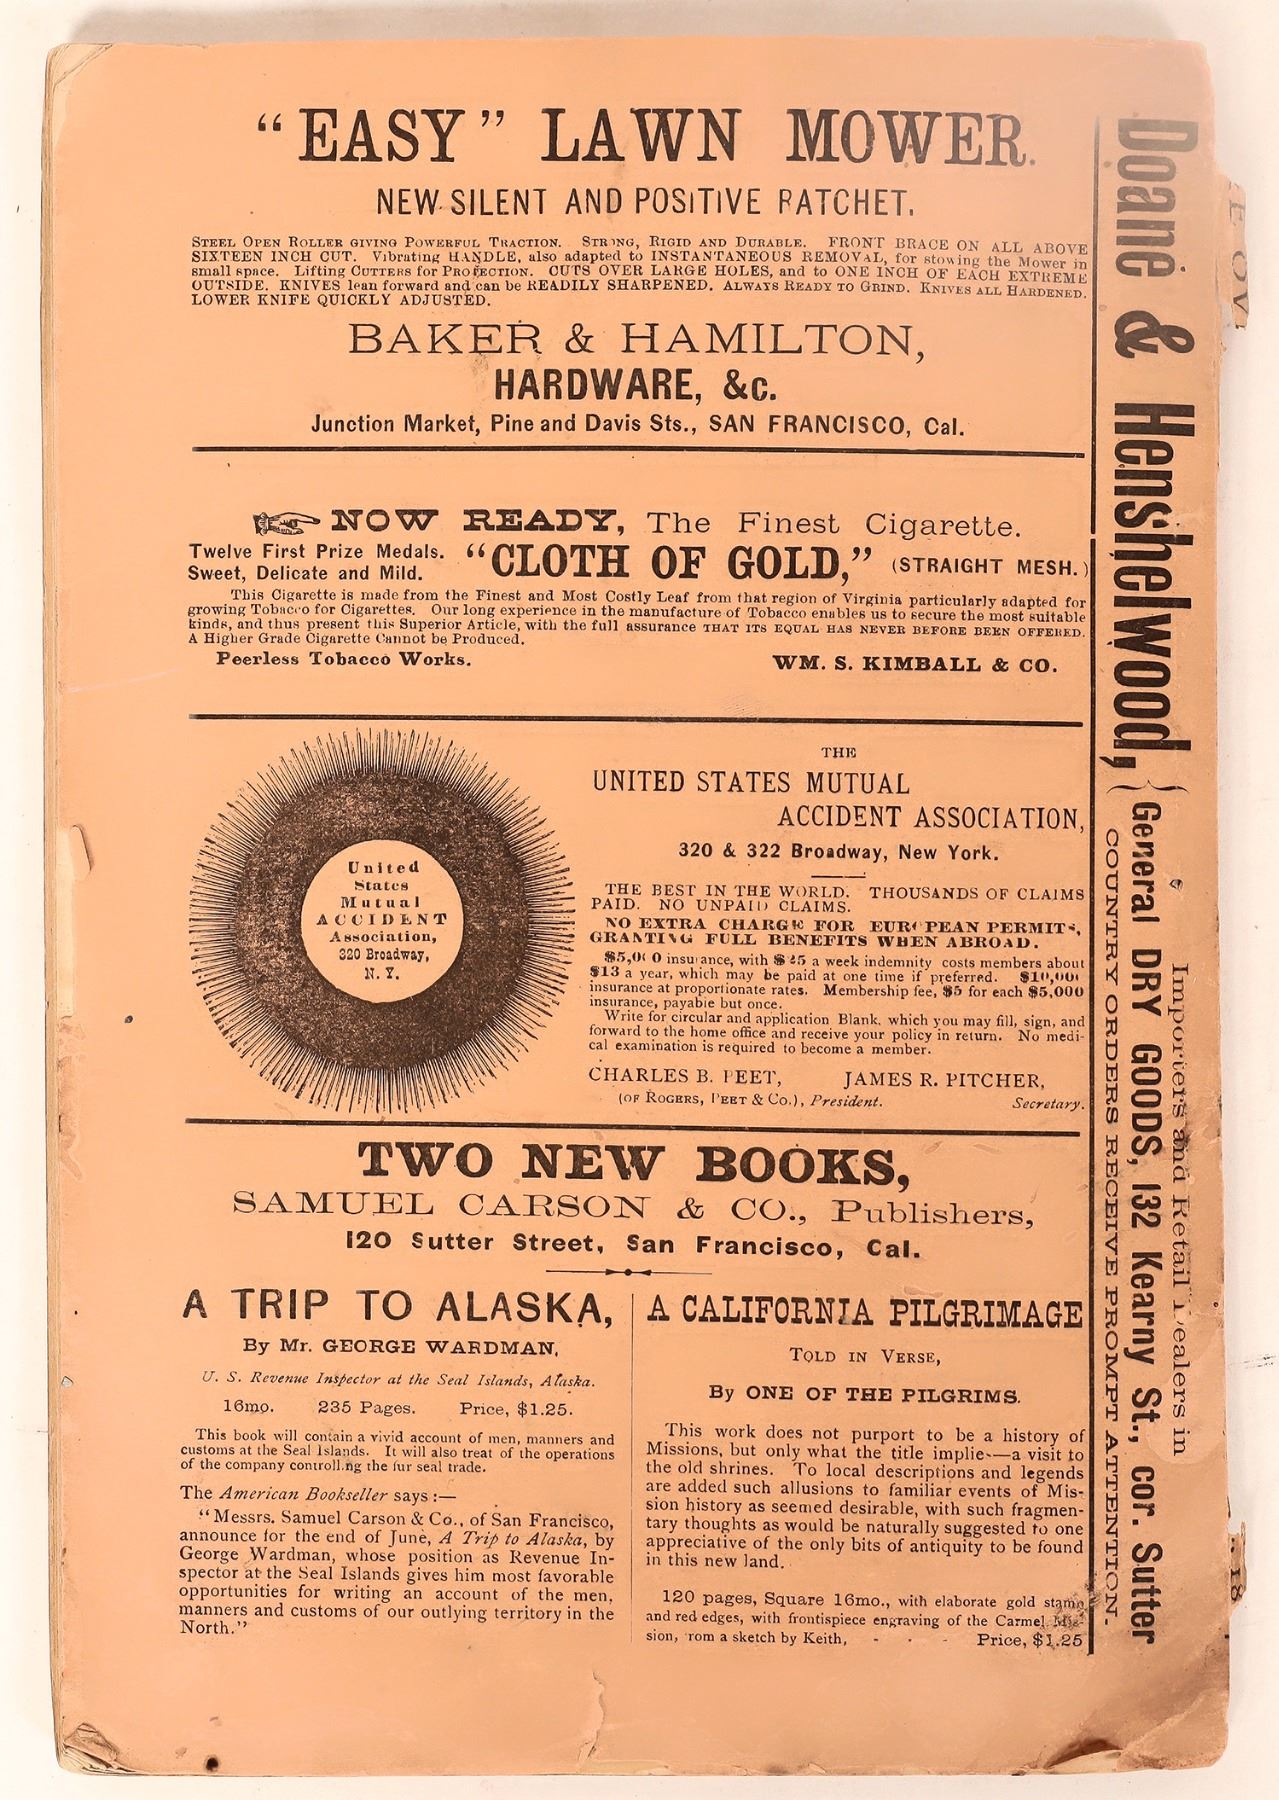 “EASY” LAWN MOWER.
NEW SILENT AND POSITIVE RATCHET.
STEEL OPEN ROLLER GIVING POWERFUL TRACTION. STRONG, RIGID AND DURABLE. FRONT BRACE ON ALL ABOVE
SIXTEEN INCH CUT. Vibrating HANDLE, also adapted to INSTANTANEOUS REMOVAL, for stowing the Mower in
small space. Lifting CUTTERS for PROJECTION. CUTS OVER LARGE HOLES, and to ONE INCH OF EACH EXTREME
OUTSIDE. KNIVES lean forward and can be READILY SHARPENED. ALWAYS READY TO GRIND. KNIVES ALL HARDENED.
LOWER KNIFE QUICKLY ADJUSTED.
BAKER & HAMILTON,
HARDWARE, &c.
Junction Market, Pine and Davis Sts., SAN FRANCISCO, Cal.
NOW READY, The Finest Cigarette.
Twelve First Prize Medals.
Sweet, Delicate and Mild.
“CLOTH OF GOLD,” (STRAIGHT MESH.)
This Cigarette is made from the Finest and Most Costly Leaf from that region of Virginia particularly adapted for
growing Tobacco for Cigarettes. Our long experience in the manufacture of Tobacco enables us to secure the most suitable
kinds, and thus present this Superior Article, with the full assurance THAT ITS EQUAL HAS NEVER BEFORE BEEN OFFERED.
A Higher Grade Cigarette Cannot be Produced.
Peerless Tobacco Works. WM. S. KIMBALL & CO.
United
States
Mutual
ACCIDENT
Association,
320 Broadway,
N. Y.
THE
UNITED STATES MUTUAL
ACCIDENT ASSOCIATION,
320 & 322 Broadway, New York.
THE BEST IN THE WORLD. THOUSANDS OF CLAIMS
PAID. NO UNPAID CLAIMS.
NO EXTRA CHARGE FOR EUROPEAN PERMITS,
GRANTING FULL BENEFITS WHEN ABROAD.
$5,000 insurance, with $25 a week indemnity costs members about
$13 a year, which may be paid at one time if preferred. $10,000
insurance at proportionate rates. Membership fee, $5 for each $5,000
insurance, payable but once.
Write for circular and application Blank, which you may fill, sign, and
forward to the home office and receive your policy in return. No medi-
cal examination is required to become a member.
CHARLES B. PEET, JAMES R. PITCHER,
(OF ROGERS, PEET & CO.), President. Secretary.
TWO NEW BOOKS,
SAMUEL CARSON & CO., Publishers,
120 Sutter Street, San Francisco, Cal.
A TRIP TO ALASKA,
By Mr. GEORGE WARDMAN,
U. S. Revenue Inspector at the Seal Islands, Alaska.
16mo. 235 Pages. Price, $1.25.
This book will contain a vivid account of men, manners and
customs at the Seal Islands. It will also treat of the operations
of the company controlling the fur seal trade.
The American Bookseller says:—
“Messrs. Samuel Carson & Co., of San Francisco,
announce for the end of June, A Trip to Alaska, by
George Wardman, whose position as Revenue In-
spector at the Seal Islands gives him most favorable
opportunities for writing an account of the men,
manners and customs of our outlying territory in the
North.”
A CALIFORNIA PILGRIMAGE
TOLD IN VERSE,
By ONE OF THE PILGRIMS.
This work does not purport to be a history of
Missions, but only what the title implies—a visit to
the old shrines. To local descriptions and legends
are added such allusions to familiar events of Mis-
sion history as seemed desirable, with such fragmen-
tary thoughts as would be naturally suggested to one
appreciative of the only bits of antiquity to be found
in this new land.
120 pages, Square 16mo., with elaborate gold stamp
and red edges, with frontispiece engraving of the Carmel Mis-
sion, from a sketch by Keith, - - - Price, $1.25
Doane & Henshelwood,
Importers and Retail Dealers in
General DRY GOODS, 132 Kearny St., cor. Sutter
COUNTRY ORDERS RECEIVE PROMPT ATTENTION.